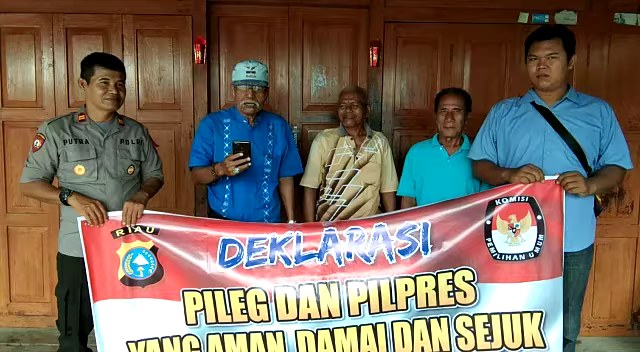 PUTRA POLRI
RIAU
DEKLARASI
KOMISI
PEMILIHAN UMUM
PILEG DAN PILPRES
YANG AMAN, DAMAI DAN SEJUK